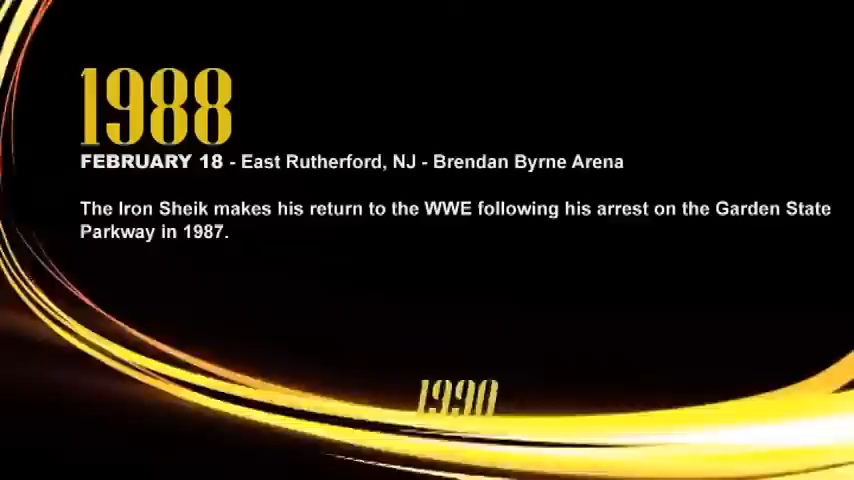 1988
FEBRUARY 18 - East Rutherford, NJ - Brendan Byrne Arena
The Iron Sheik makes his return to the WWE following his arrest on the Garden State
Parkway in 1987.
1990